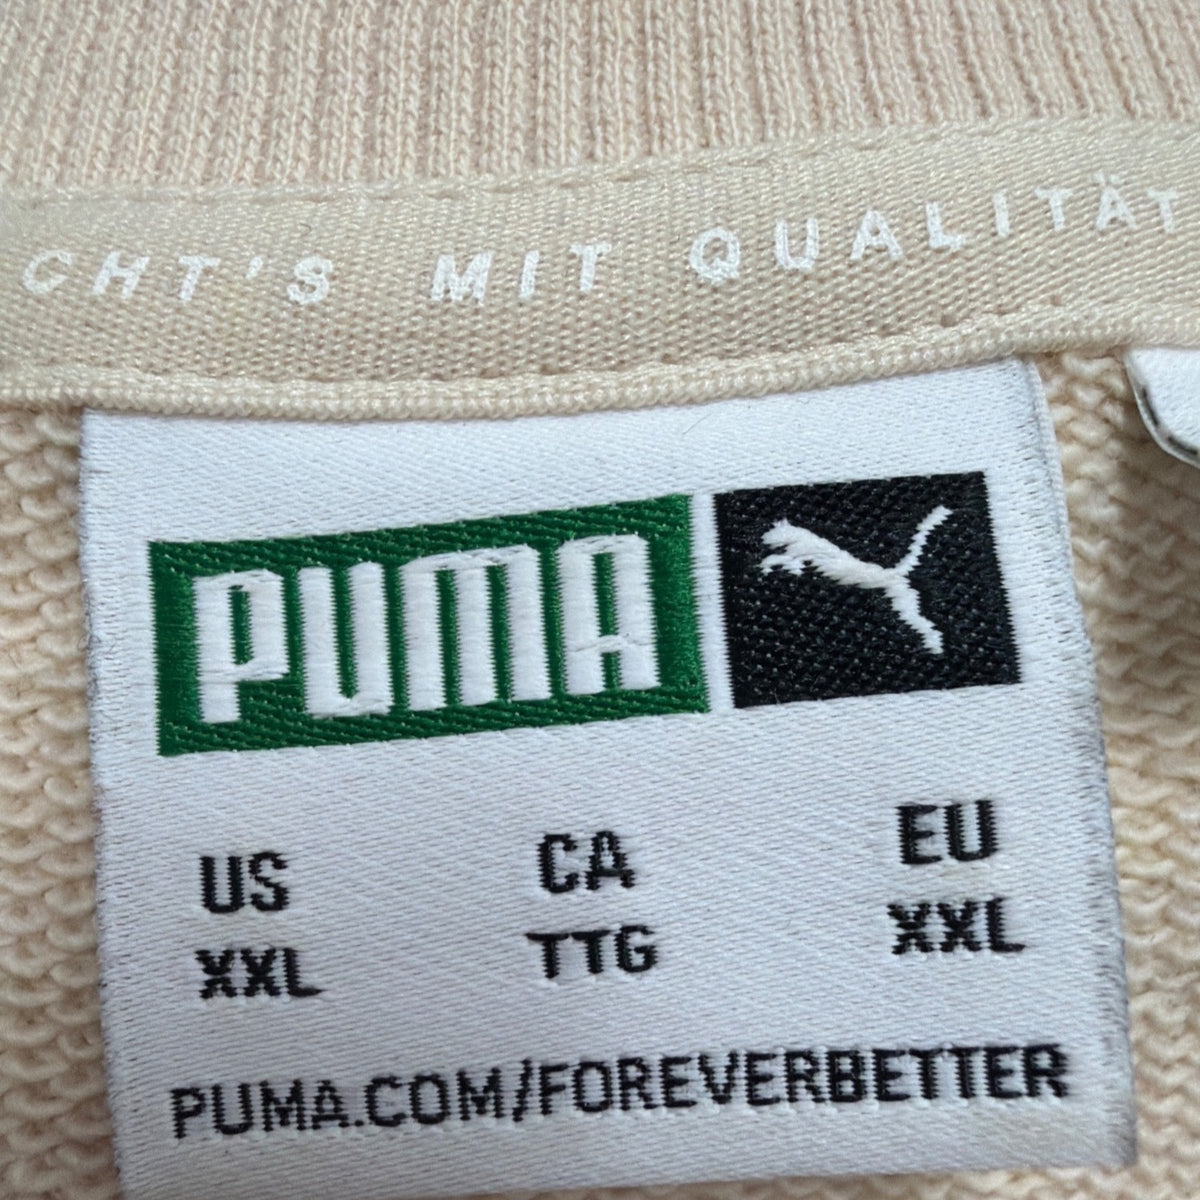 CHT'S MIT QUALITÄT
PUMA
US CA EU
XXL TTG XXL
PUMA.COM/FOREVERBETTER